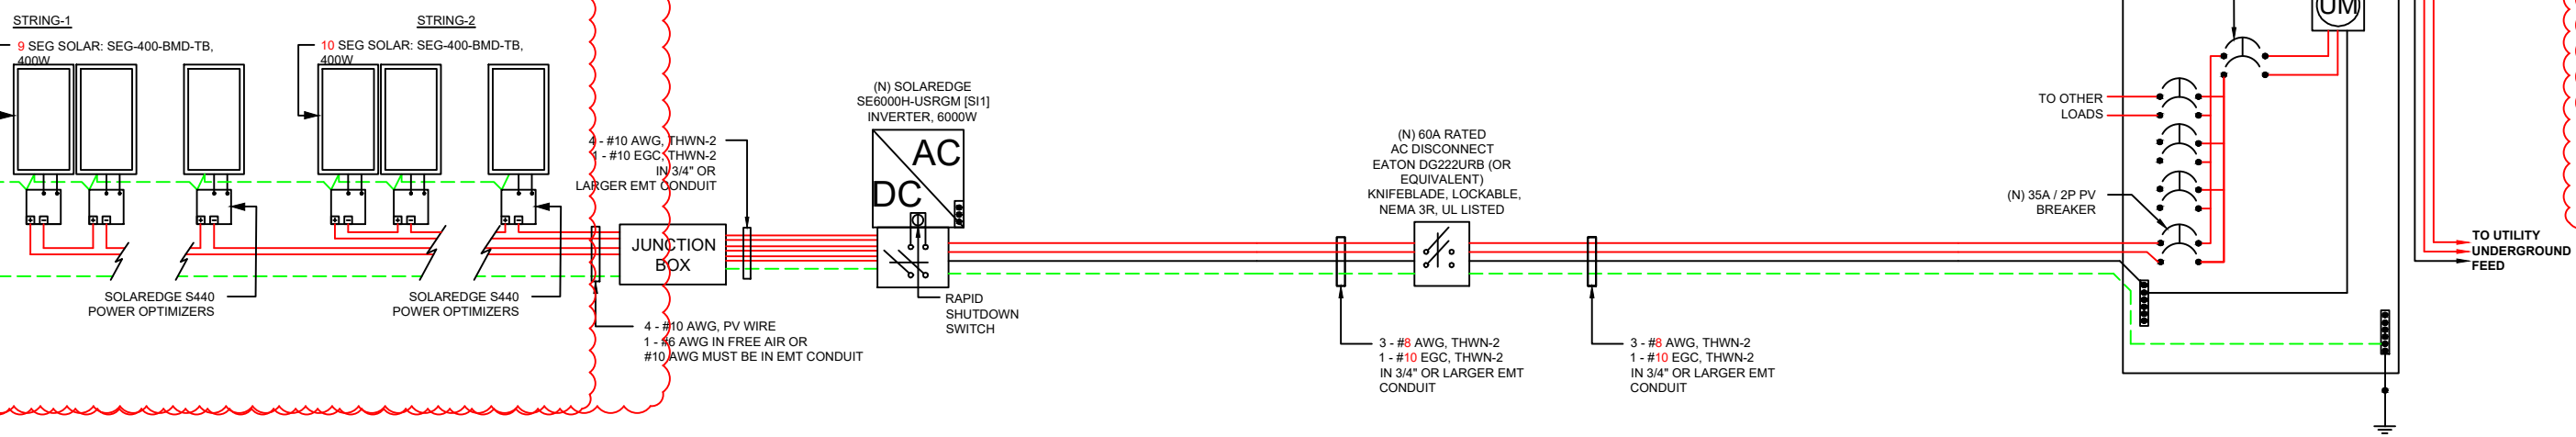 STRING-1
9 SEG SOLAR: SEG-400-BMD-TB,
400W
STRING-2
10 SEG SOLAR: SEG-400-BMD-TB,
400W
SOLAREDGE S440
POWER OPTIMIZERS
SOLAREDGE S440
POWER OPTIMIZERS
4 - #10 AWG, THWN-2
1 - #10 EGC, THWN-2
IN 3/4" OR
LARGER EMT CONDUIT
JUNCTION
BOX
4 - #10 AWG, PV WIRE
1 - #6 AWG IN FREE AIR OR
#10 AWG MUST BE IN EMT CONDUIT
(N) SOLAREDGE
SE6000H-USRGM [SI1]
INVERTER, 6000W
AC
DC
RAPID
SHUTDOWN
SWITCH
(N) 60A RATED
AC DISCONNECT
EATON DG222URB (OR
EQUIVALENT)
KNIFEBLADE, LOCKABLE,
NEMA 3R, UL LISTED
3 - #8 AWG, THWN-2
1 - #10 EGC, THWN-2
IN 3/4" OR LARGER EMT
CONDUIT
3 - #8 AWG, THWN-2
1 - #10 EGC, THWN-2
IN 3/4" OR LARGER EMT
CONDUIT
UM
TO OTHER
LOADS
(N) 35A / 2P PV
BREAKER
TO UTILITY
UNDERGROUND
FEED